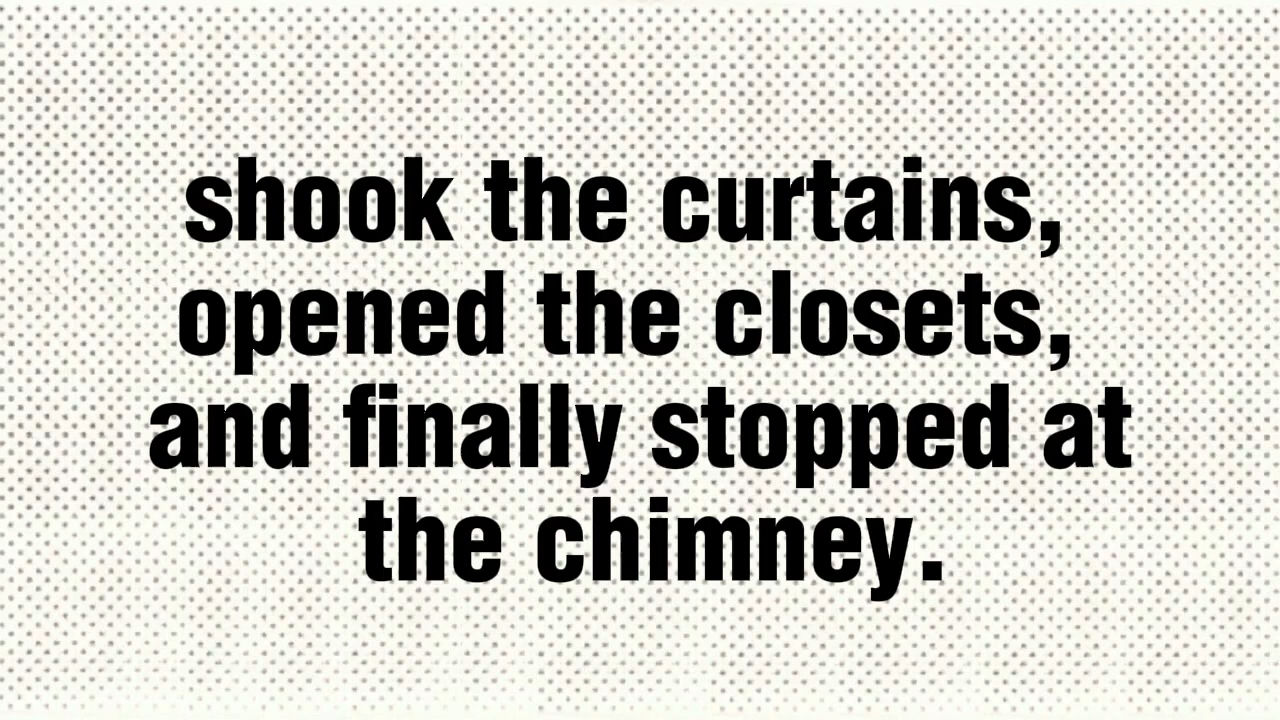 shook the curtains,
opened the closets,
and finally stopped at
the chimney.